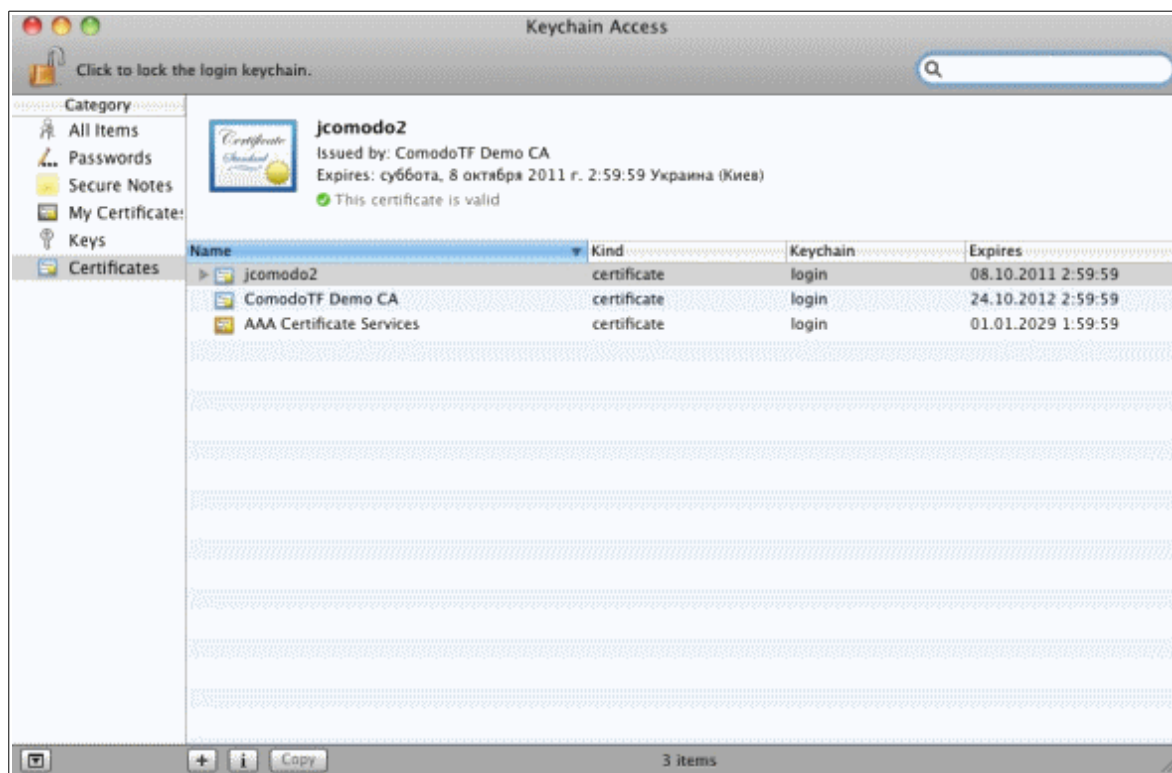 Keychain Access
Click to lock the login keychain.
Category
All Items
Passwords
Secure Notes
My Certificates
Keys
Certificates
Certificate
Standard
jcomodo2
Issued by: ComodoTF Demo CA
Expires: суббота, 8 октября 2011 г. 2:59:59 Украина (Киев)
This certificate is valid
Name Kind Keychain Expires
jcomodo2 certificate login 08.10.2011 2:59:59
ComodoTF Demo CA certificate login 24.10.2012 2:59:59
AAA Certificate Services certificate login 01.01.2029 1:59:59
+ i Copy 3 items